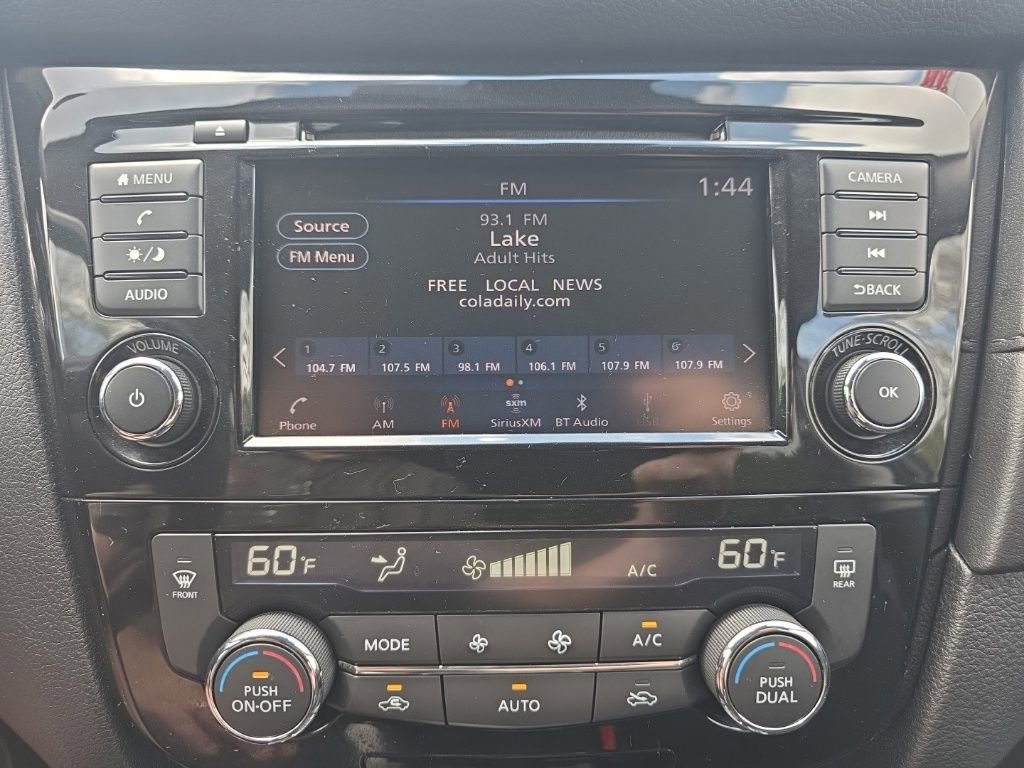 MENU
AUDIO
VOLUME
FM
1:44
Source
FM Menu
93.1 FM
Lake
Adult Hits
FREE LOCAL NEWS
coladaily.com
1 2 3 4 5 6
104.7 FM 107.5 FM 98.1 FM 106.1 FM 107.9 FM 107.9 FM
Phone AM FM SiriusXM BT Audio USB Settings
sxm
CAMERA
BACK
TUNE·SCROLL
OK
FRONT
60°F
A/C
60°F
REAR
PUSH
ON·OFF
MODE
A/C
AUTO
PUSH
DUAL